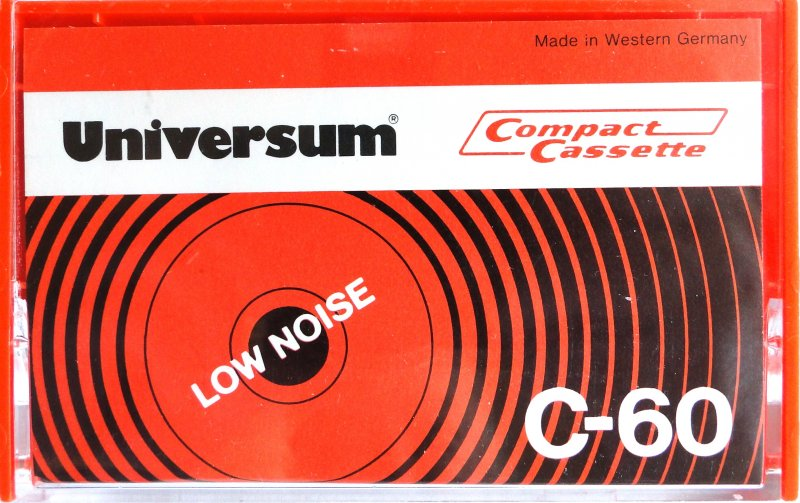 Made in Western Germany
Universum®
Compact
Cassette
LOW NOISE
C-60